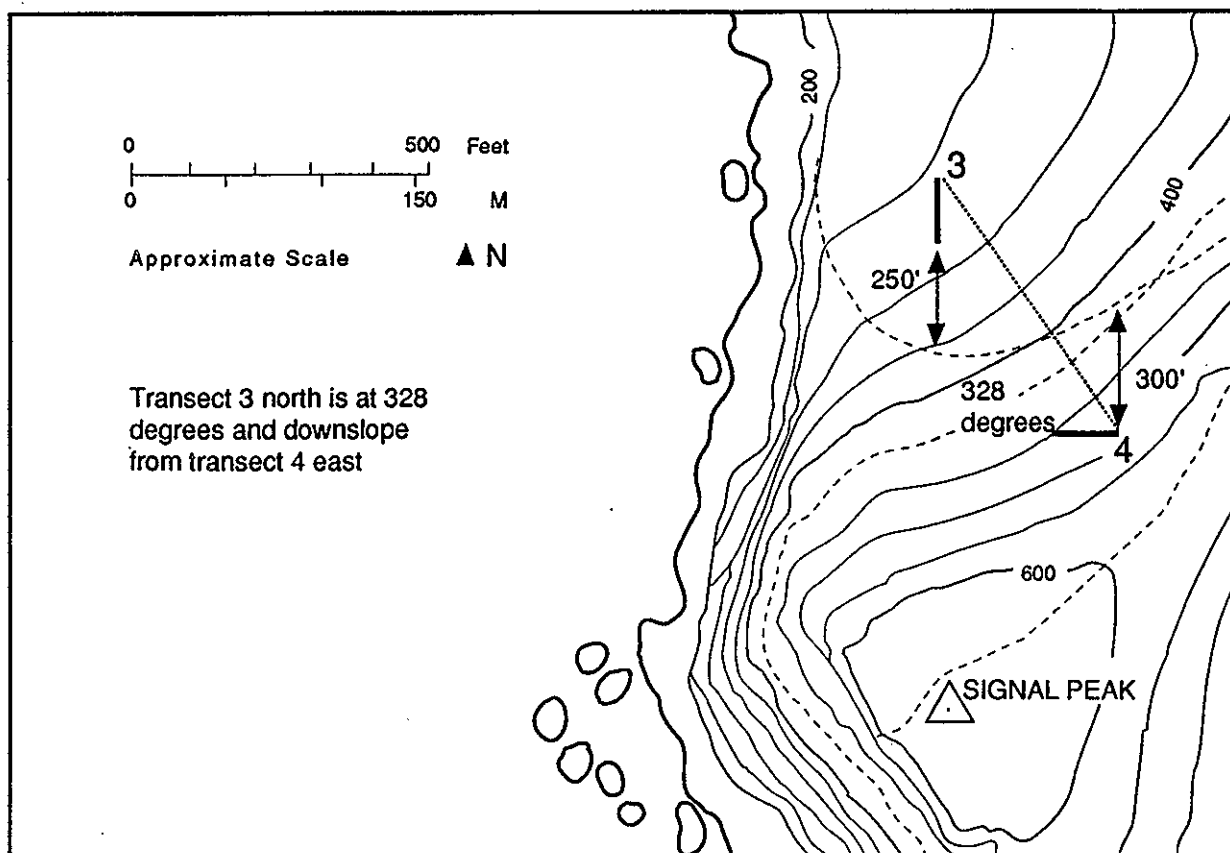 0 500 Feet
0 150 M
Approximate Scale
N
Transect 3 north is at 328
degrees and downslope
from transect 4 east
200
3
400
250'
328
degrees
300'
4
600
SIGNAL PEAK